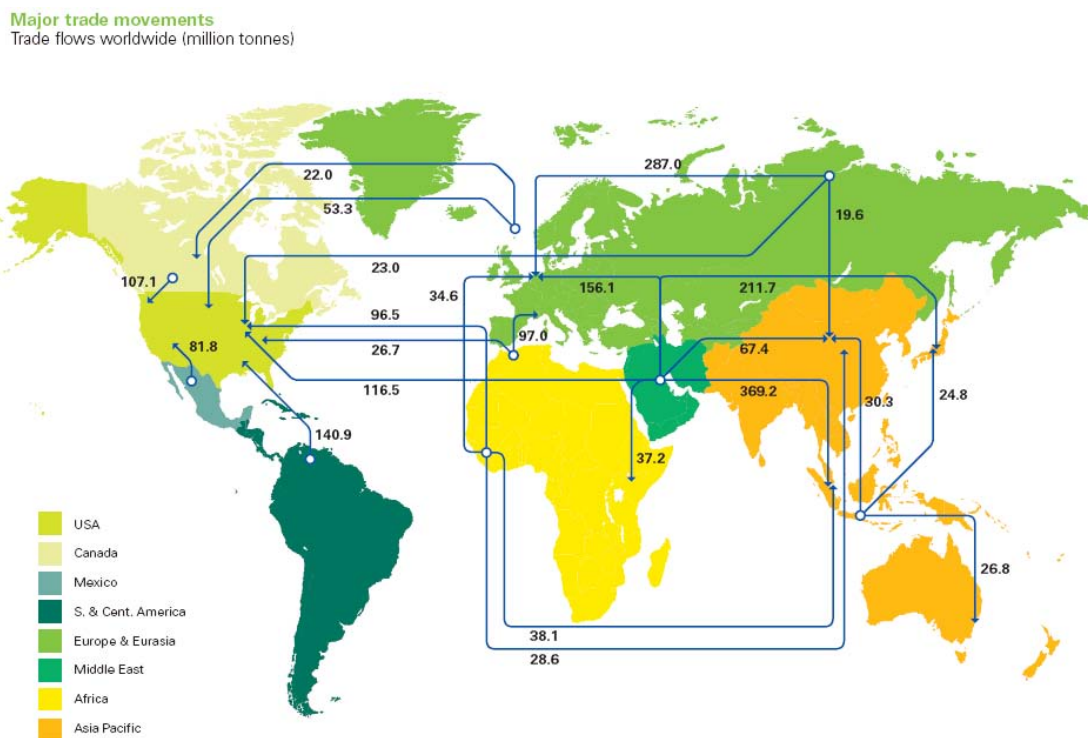 Major trade movements
Trade flows worldwide (million tonnes)
287.0
22.0
53.3
19.6
23.0
107.1
34.6
156.1
211.7
96.5
97.0
26.7
81.8
67.4
116.5
369.2
30.3
24.8
140.9
37.2
USA
Canada
26.8
Mexico
S. & Cent. America
38.1
Europe & Eurasia
28.6
Middle East
Africa
Asia Pacific